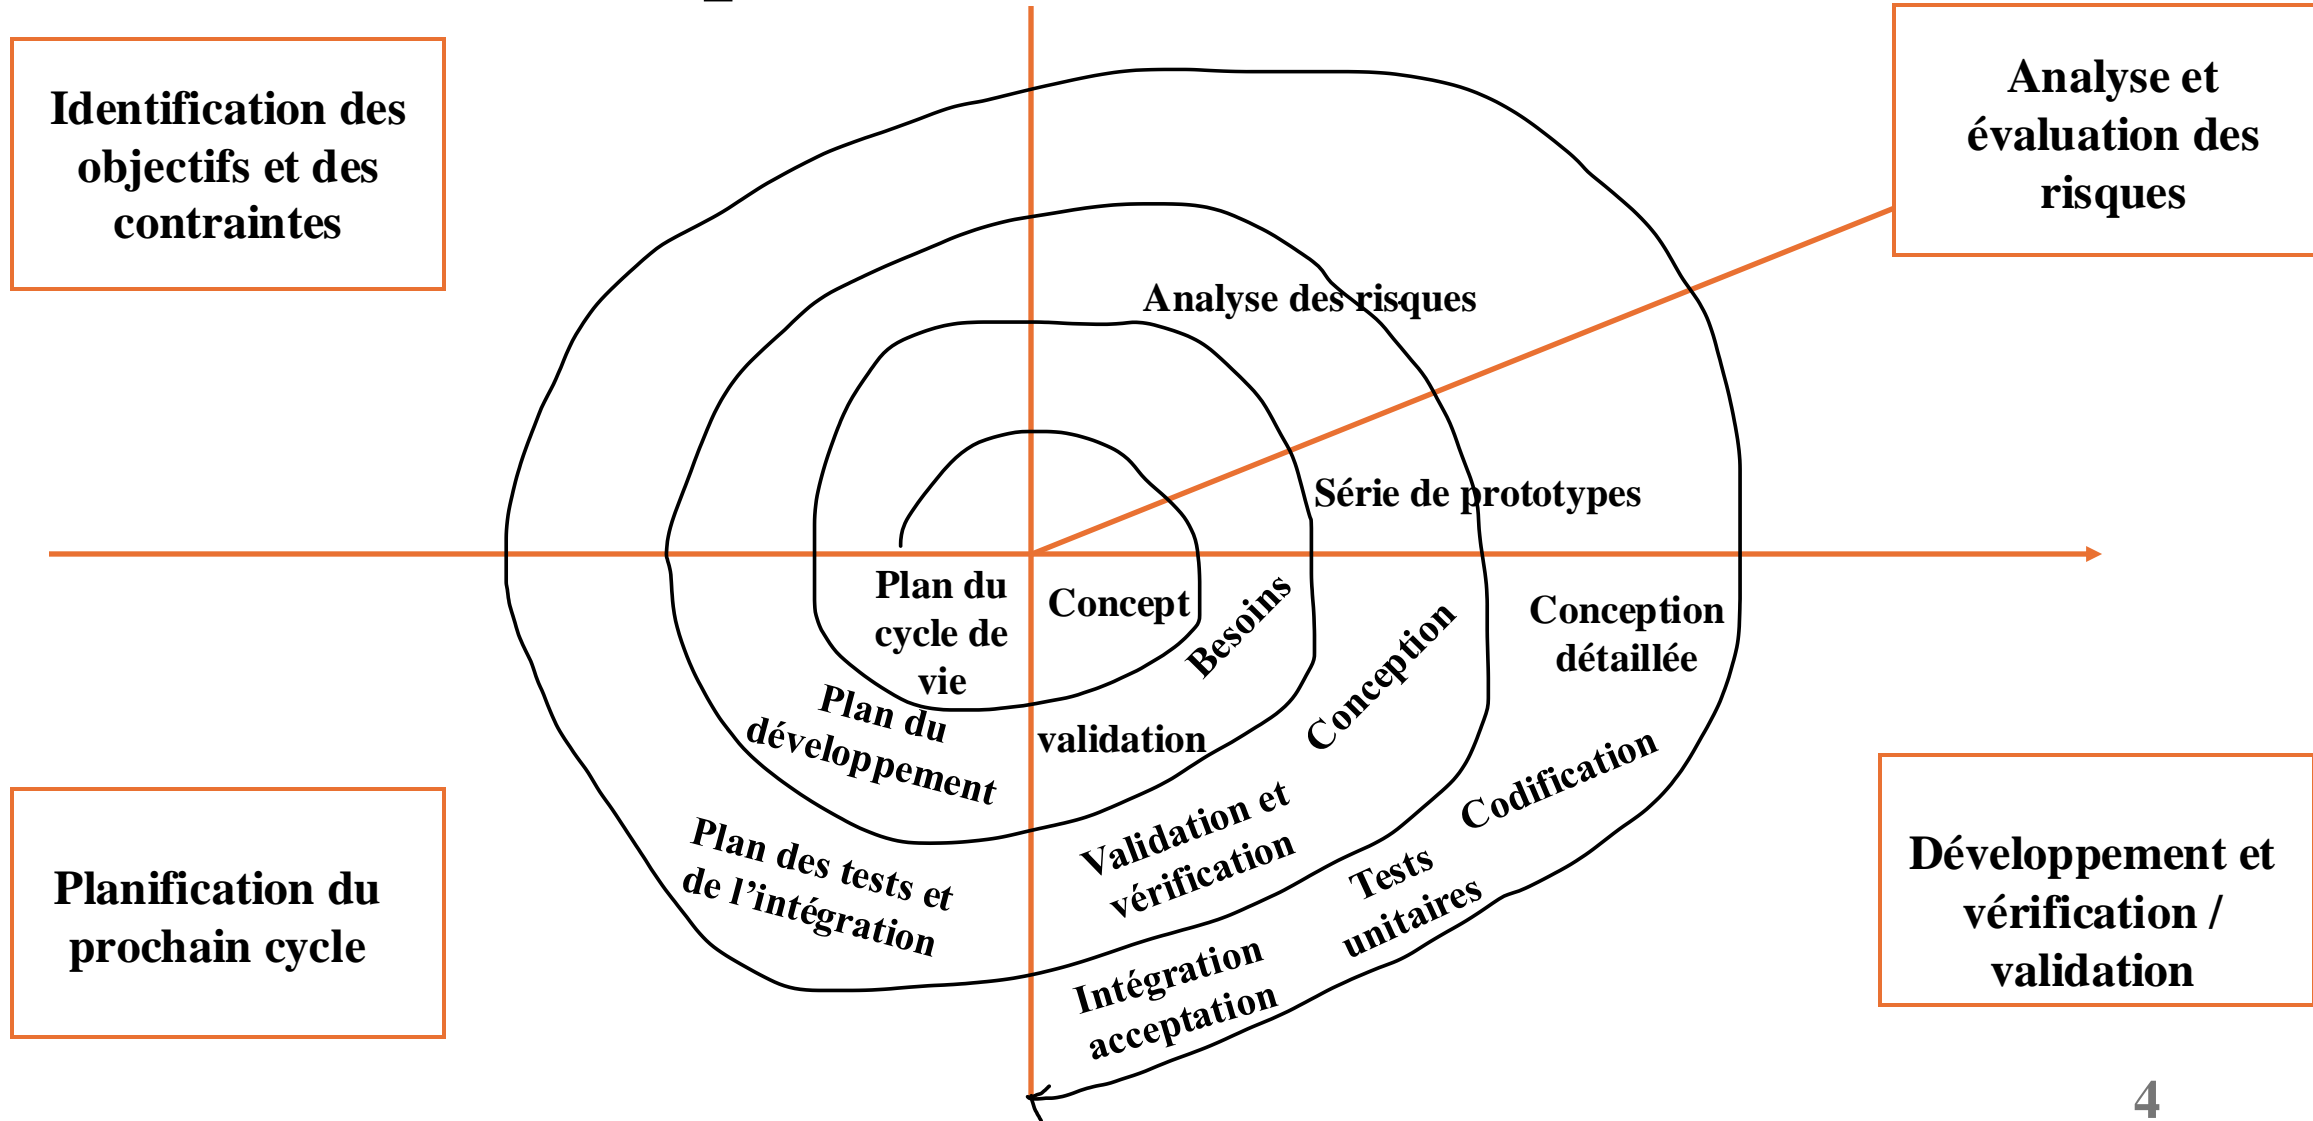 Identification des
objectifs et des
contraintes
Analyse et
évaluation des
risques
Analyse des risques
Série de prototypes
Plan du
cycle de
vie
Concept
Besoins
Conception
Conception
détaillée
Plan du
développement
validation
Codification
Plan des tests et
de l’intégration
Validation et
vérification
Tests
unitaires
Intégration
acceptation
Planification du
prochain cycle
Développement et
vérification /
validation
4